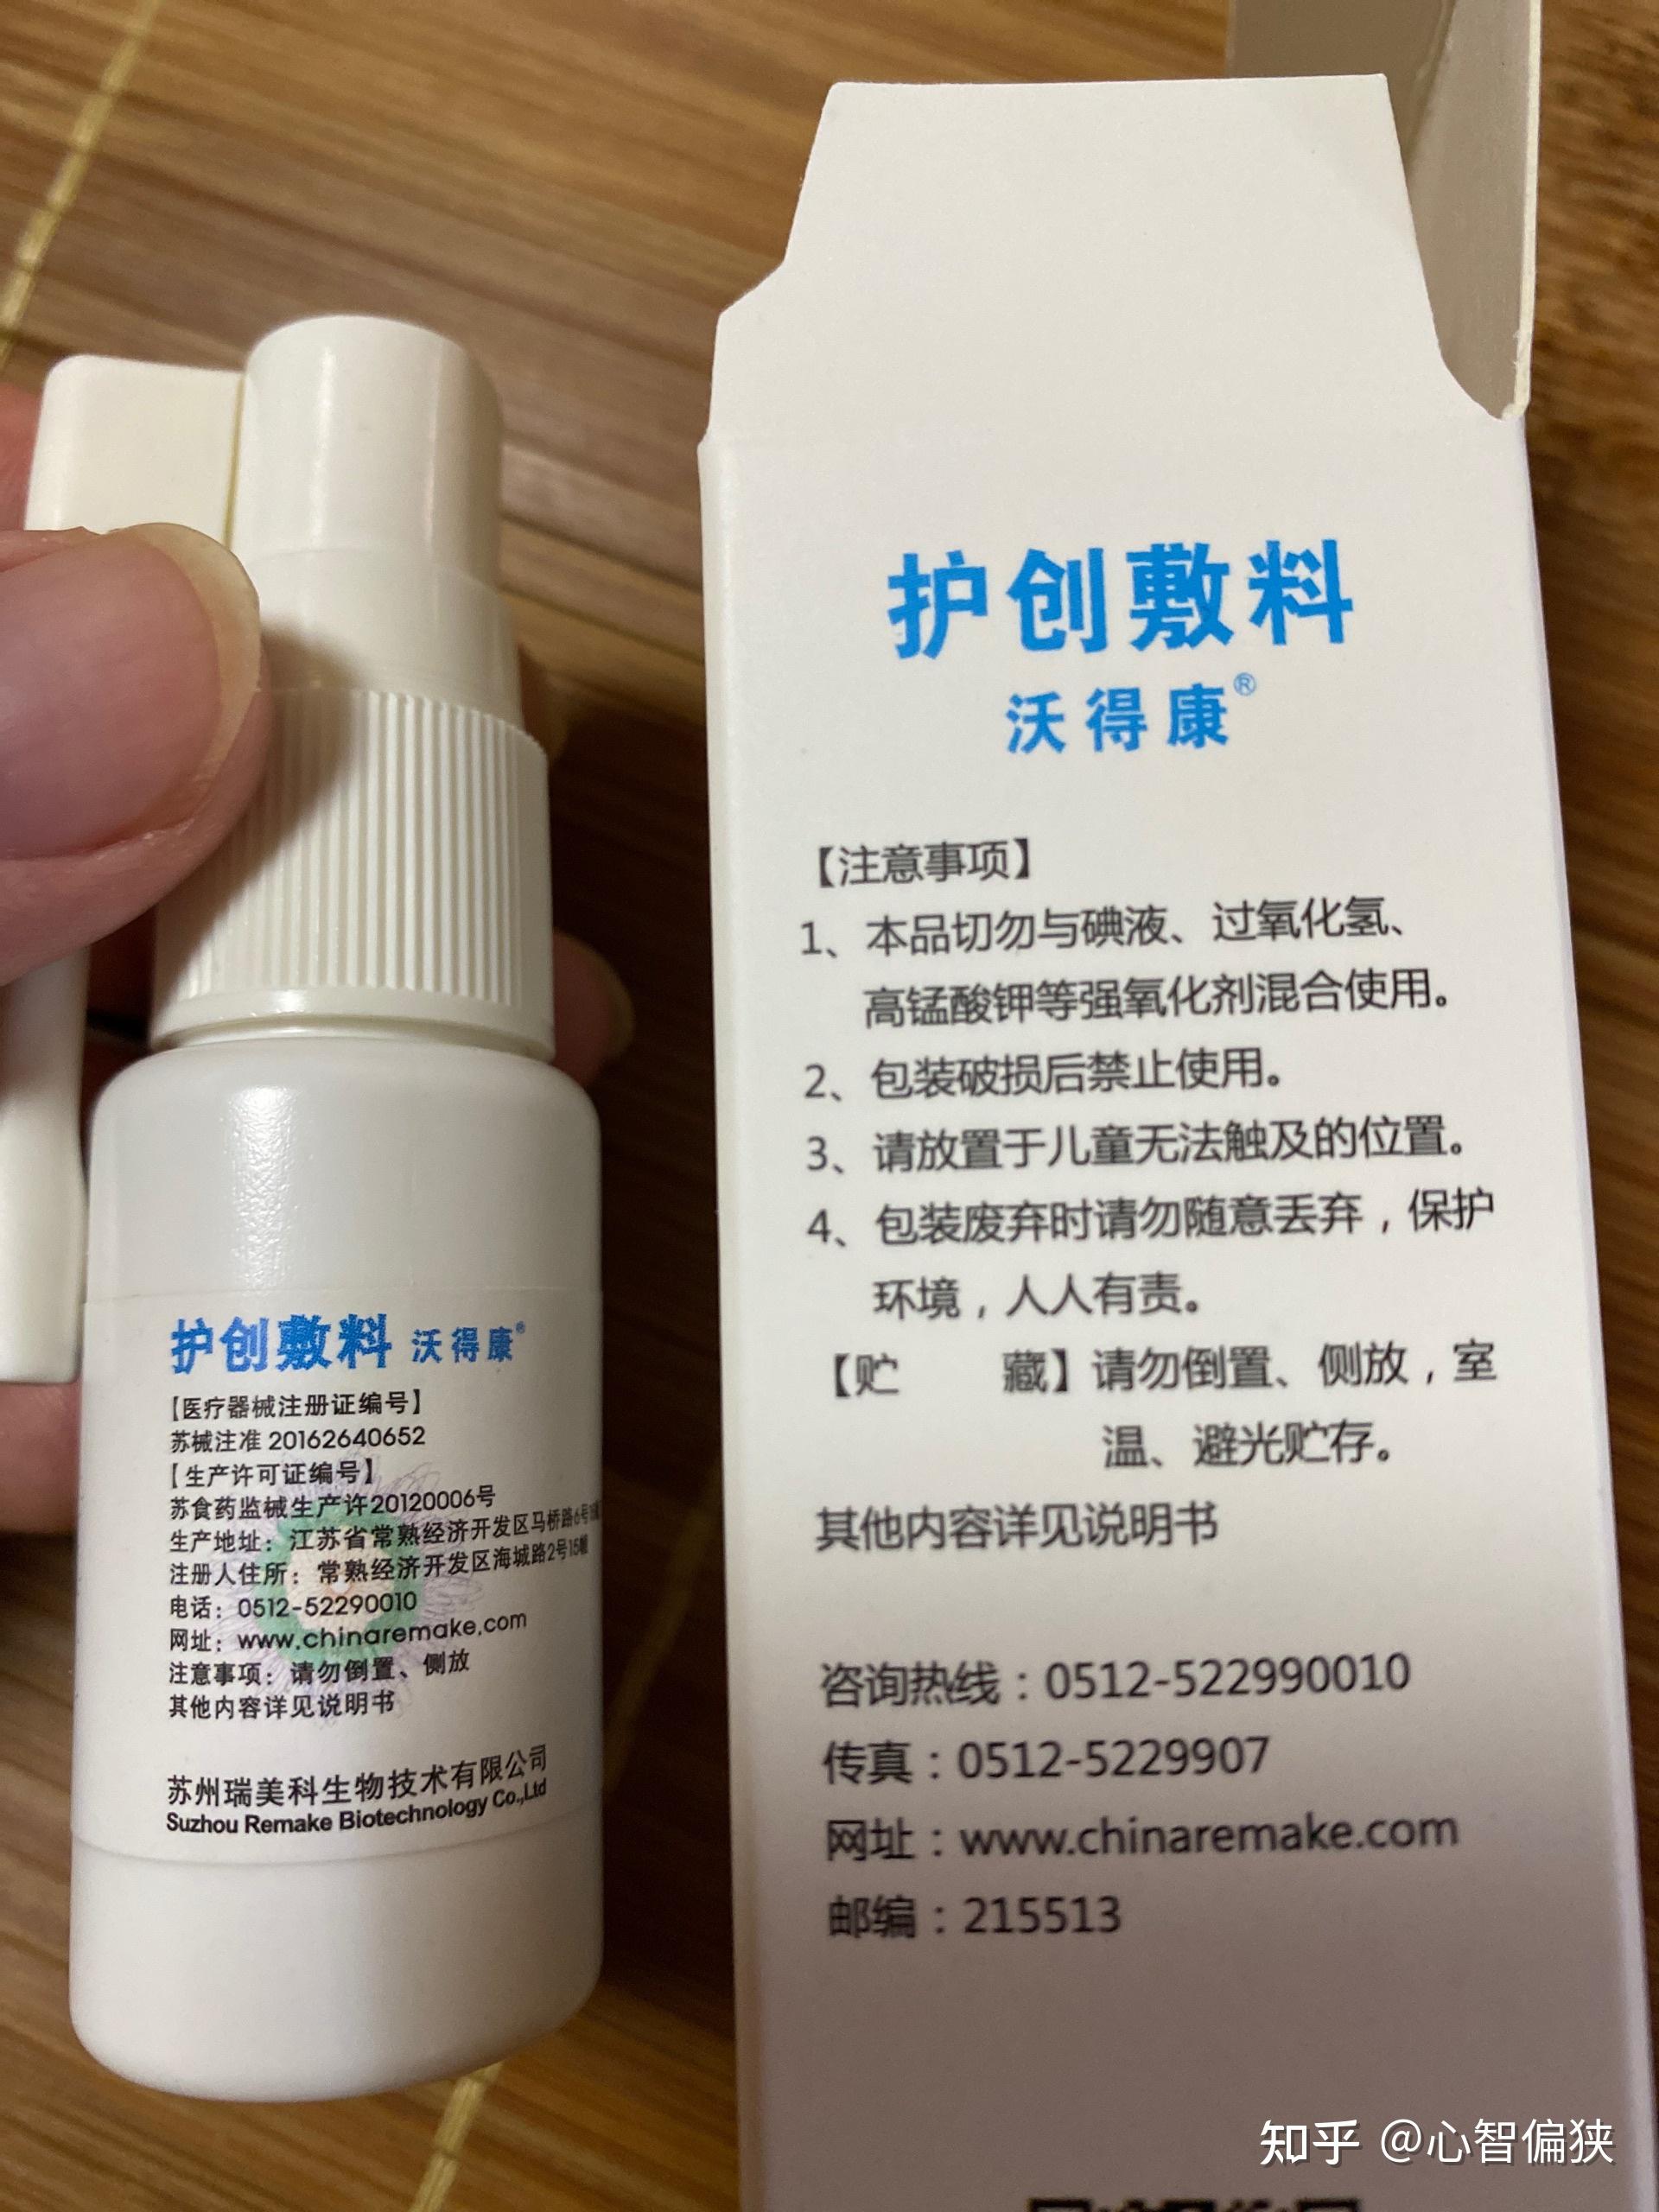 护创敷料
沃得康®
【注意事项】
1、本品切勿与碘液、过氧化氢、
高锰酸钾等强氧化剂混合使用。
2、包装破损后禁止使用。
3、请放置于儿童无法触及的位置。
4、包装废弃时请勿随意丢弃，保护
环境，人人有责。
【贮 藏】请勿倒置、侧放，室
温、避光贮存。
其他内容详见说明书
咨询热线：0512-522990010
传真：0512-5229907
网址：www.chinaremake.com
邮编：215513
护创敷料 沃得康®
【医疗器械注册证编号】
苏械注准 20162640652
【生产许可证编号】
苏食药监械生产许20120006号
生产地址：江苏省常熟经济开发区马桥路6号
注册人住所：常熟经济开发区海城路2号15幢
电话：0512-52290010
网址：www.chinaremake.com
注意事项：请勿倒置、侧放
其他内容详见说明书
苏州瑞美科生物技术有限公司
Suzhou Remake Biotechnology Co.,Ltd
知乎 @心智偏狭